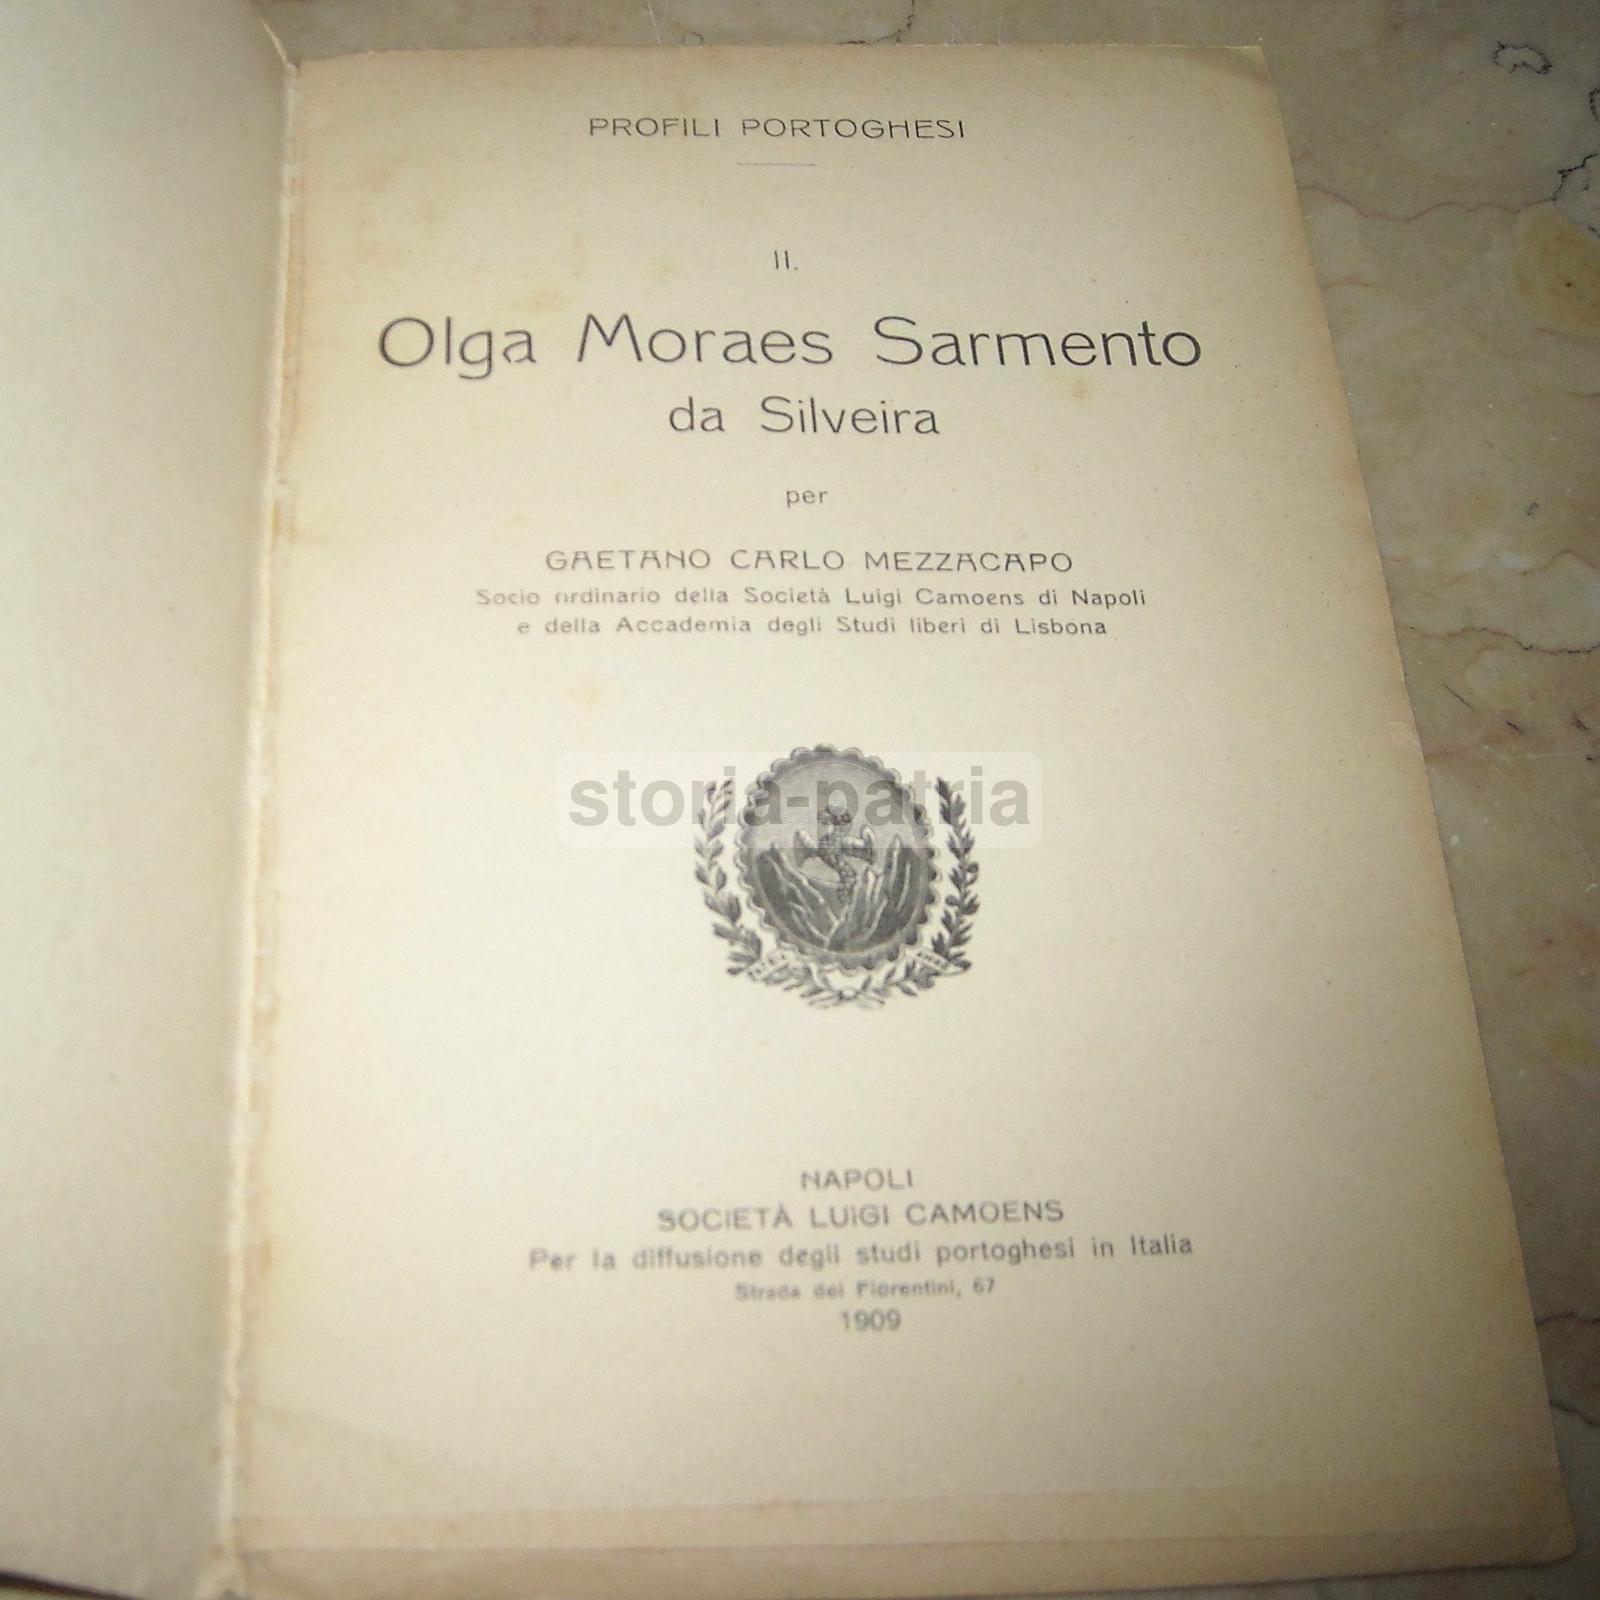 PROFILI PORTOGHESI
II.
Olga Moraes Sarmento
da Silveira
per
GAETANO CARLO MEZZACAPO
Socio ordinario della Società Luigi Camoens di Napoli
e della Accademia degli Studi liberi di Lisbona
storia-patria
NAPOLI
SOCIETÀ LUIGI CAMOENS
Per la diffusione degli studi portoghesi in Italia
Strada dei Fiorentini, 67
1909